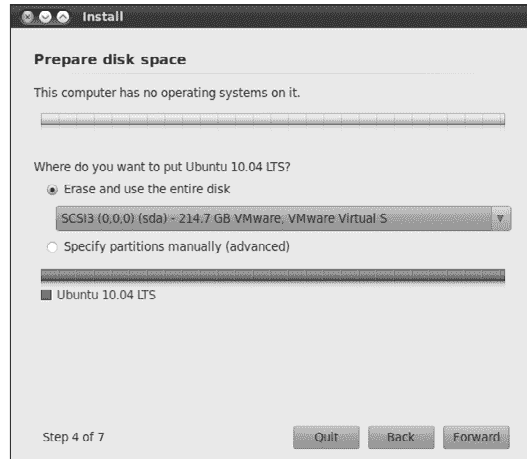 Install
Prepare disk space
This computer has no operating systems on it.
Where do you want to put Ubuntu 10.04 LTS?
Erase and use the entire disk
SCSI3 (0,0,0) (sda) - 214.7 GB VMware, VMware Virtual S
Specify partitions manually (advanced)
Ubuntu 10.04 LTS
Step 4 of 7
Quit
Back
Forward